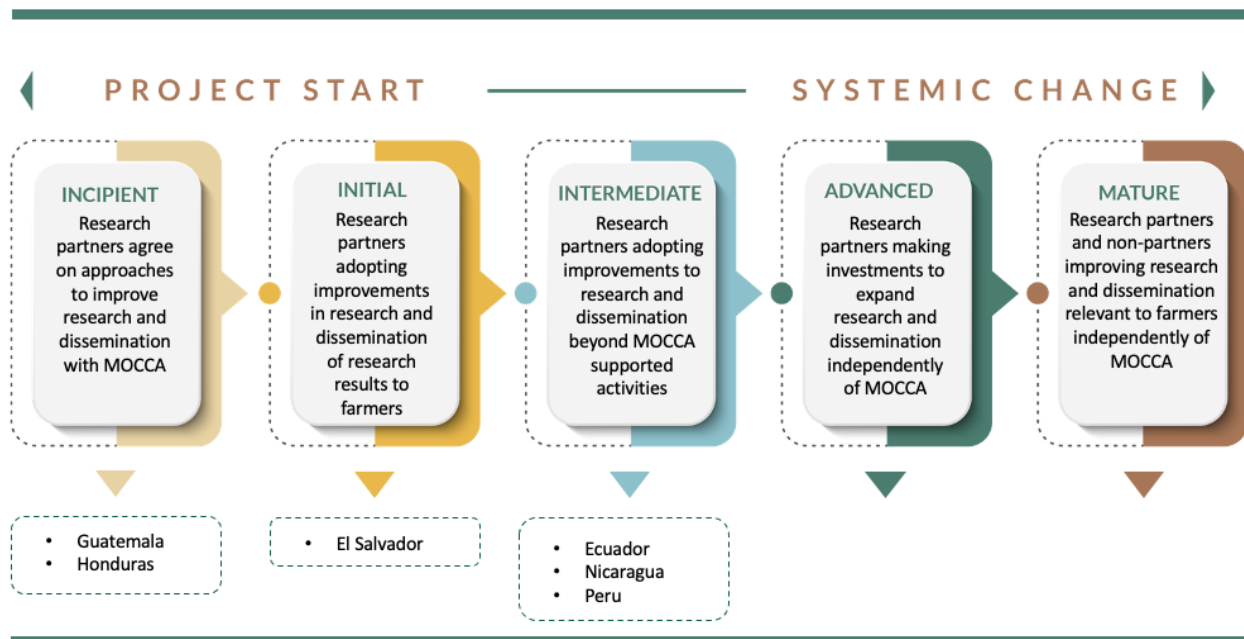 PROJECT START
SYSTEMIC CHANGE
INCIPIENT
Research
partners agree
on approaches
to improve
research and
dissemination
with MOCCA
INITIAL
Research
partners
adopting
improvements
in research and
dissemination
of research
results to
farmers
INTERMEDIATE
Research
partners adopting
improvements to
research and
dissemination
beyond MOCCA
supported
activities
ADVANCED
Research
partners making
investments to
expand
research and
dissemination
independently
of MOCCA
MATURE
Research partners
and non-partners
improving research
and dissemination
relevant to farmers
independently of
MOCCA
• Guatemala
• Honduras
• El Salvador
• Ecuador
• Nicaragua
• Peru